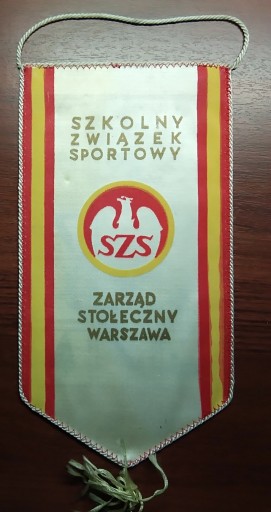 SZKOLNY
ZWIĄZEK
SPORTOWY
SZS
ZARZĄD
STOŁECZNY
WARSZAWA